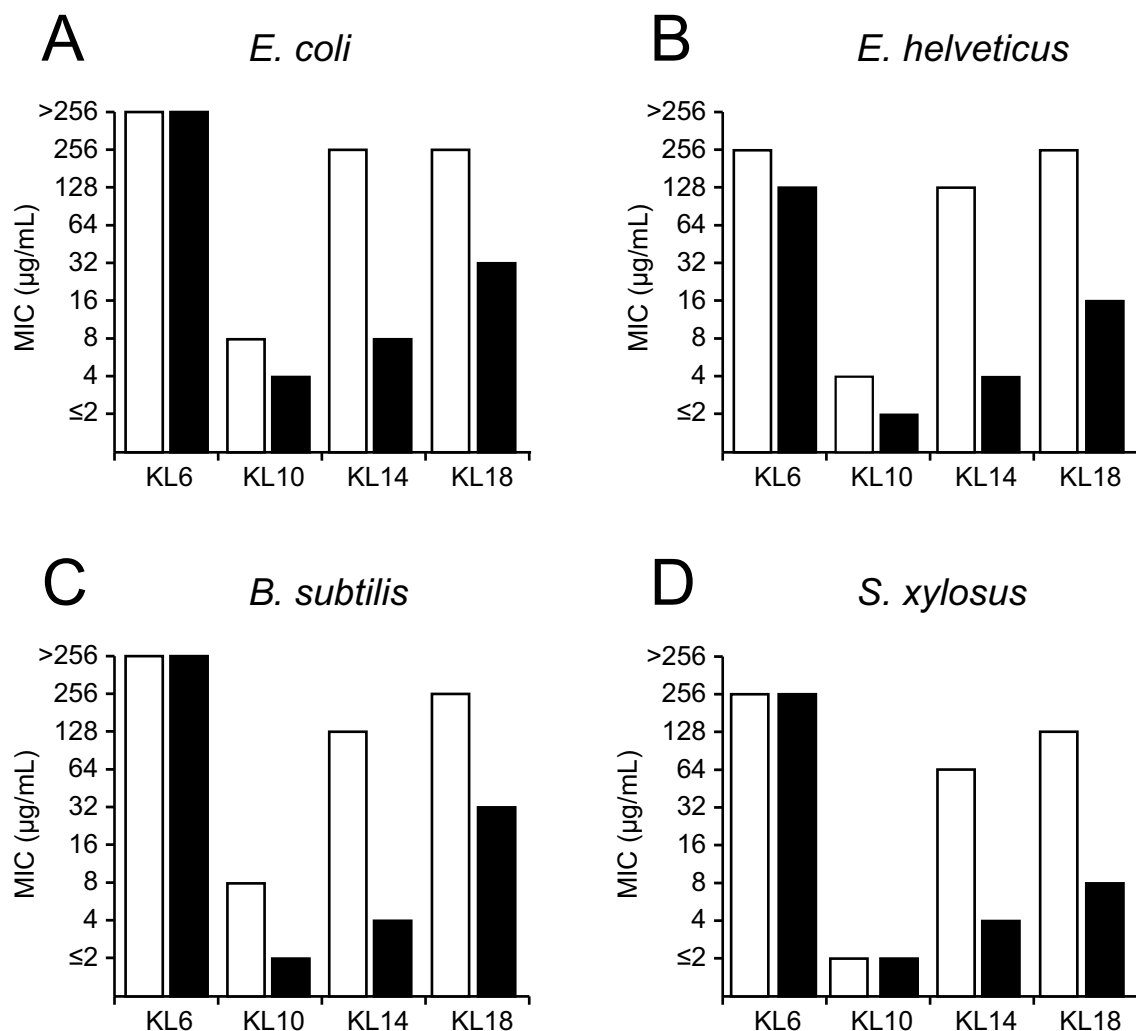 A
E. coli
>256
256
128
64
32
16
8
4
≤2
MIC (µg/mL)
KL6 KL10 KL14 KL18
B
E. helveticus
>256
256
128
64
32
16
8
4
≤2
MIC (µg/mL)
KL6 KL10 KL14 KL18
C
B. subtilis
>256
256
128
64
32
16
8
4
≤2
MIC (µg/mL)
KL6 KL10 KL14 KL18
D
S. xylosus
>256
256
128
64
32
16
8
4
≤2
MIC (µg/mL)
KL6 KL10 KL14 KL18